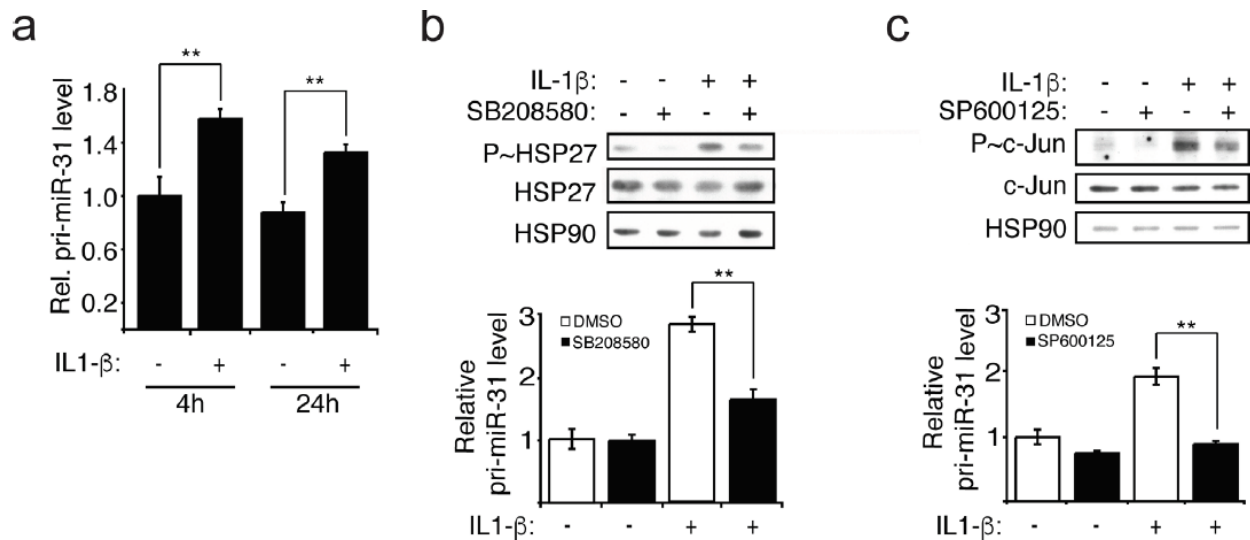 a
**
**
Rel. pri-miR-31 level
1.8
1.4
1.0
0.6
0.2
IL1-β: - + - +
4h 24h
b
IL-1β: - - + +
SB208580: - + - +
P~HSP27
HSP27
HSP90
**
Relative
pri-miR-31 level
3
2
1
DMSO
SB208580
IL1-β: - - + +
c
IL-1β: - - + +
SP600125: - + - +
P~c-Jun
c-Jun
HSP90
**
Relative
pri-miR-31 level
3
2
1
DMSO
SP600125
IL1-β: - - + +